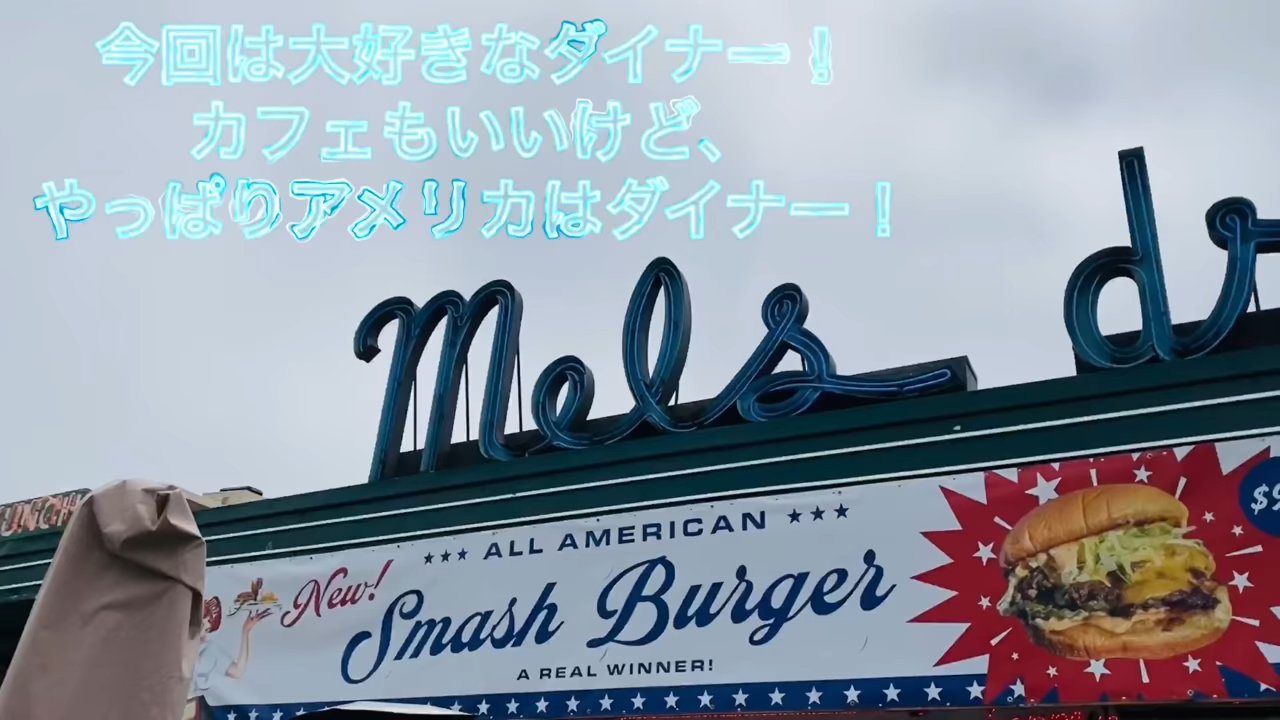 今回は大好きなダイナー！
カフェもいいけど、
やっぱりアメリカはダイナー！
Mels
New!
★★★ ALL AMERICAN ★★★
Smash Burger
A REAL WINNER!